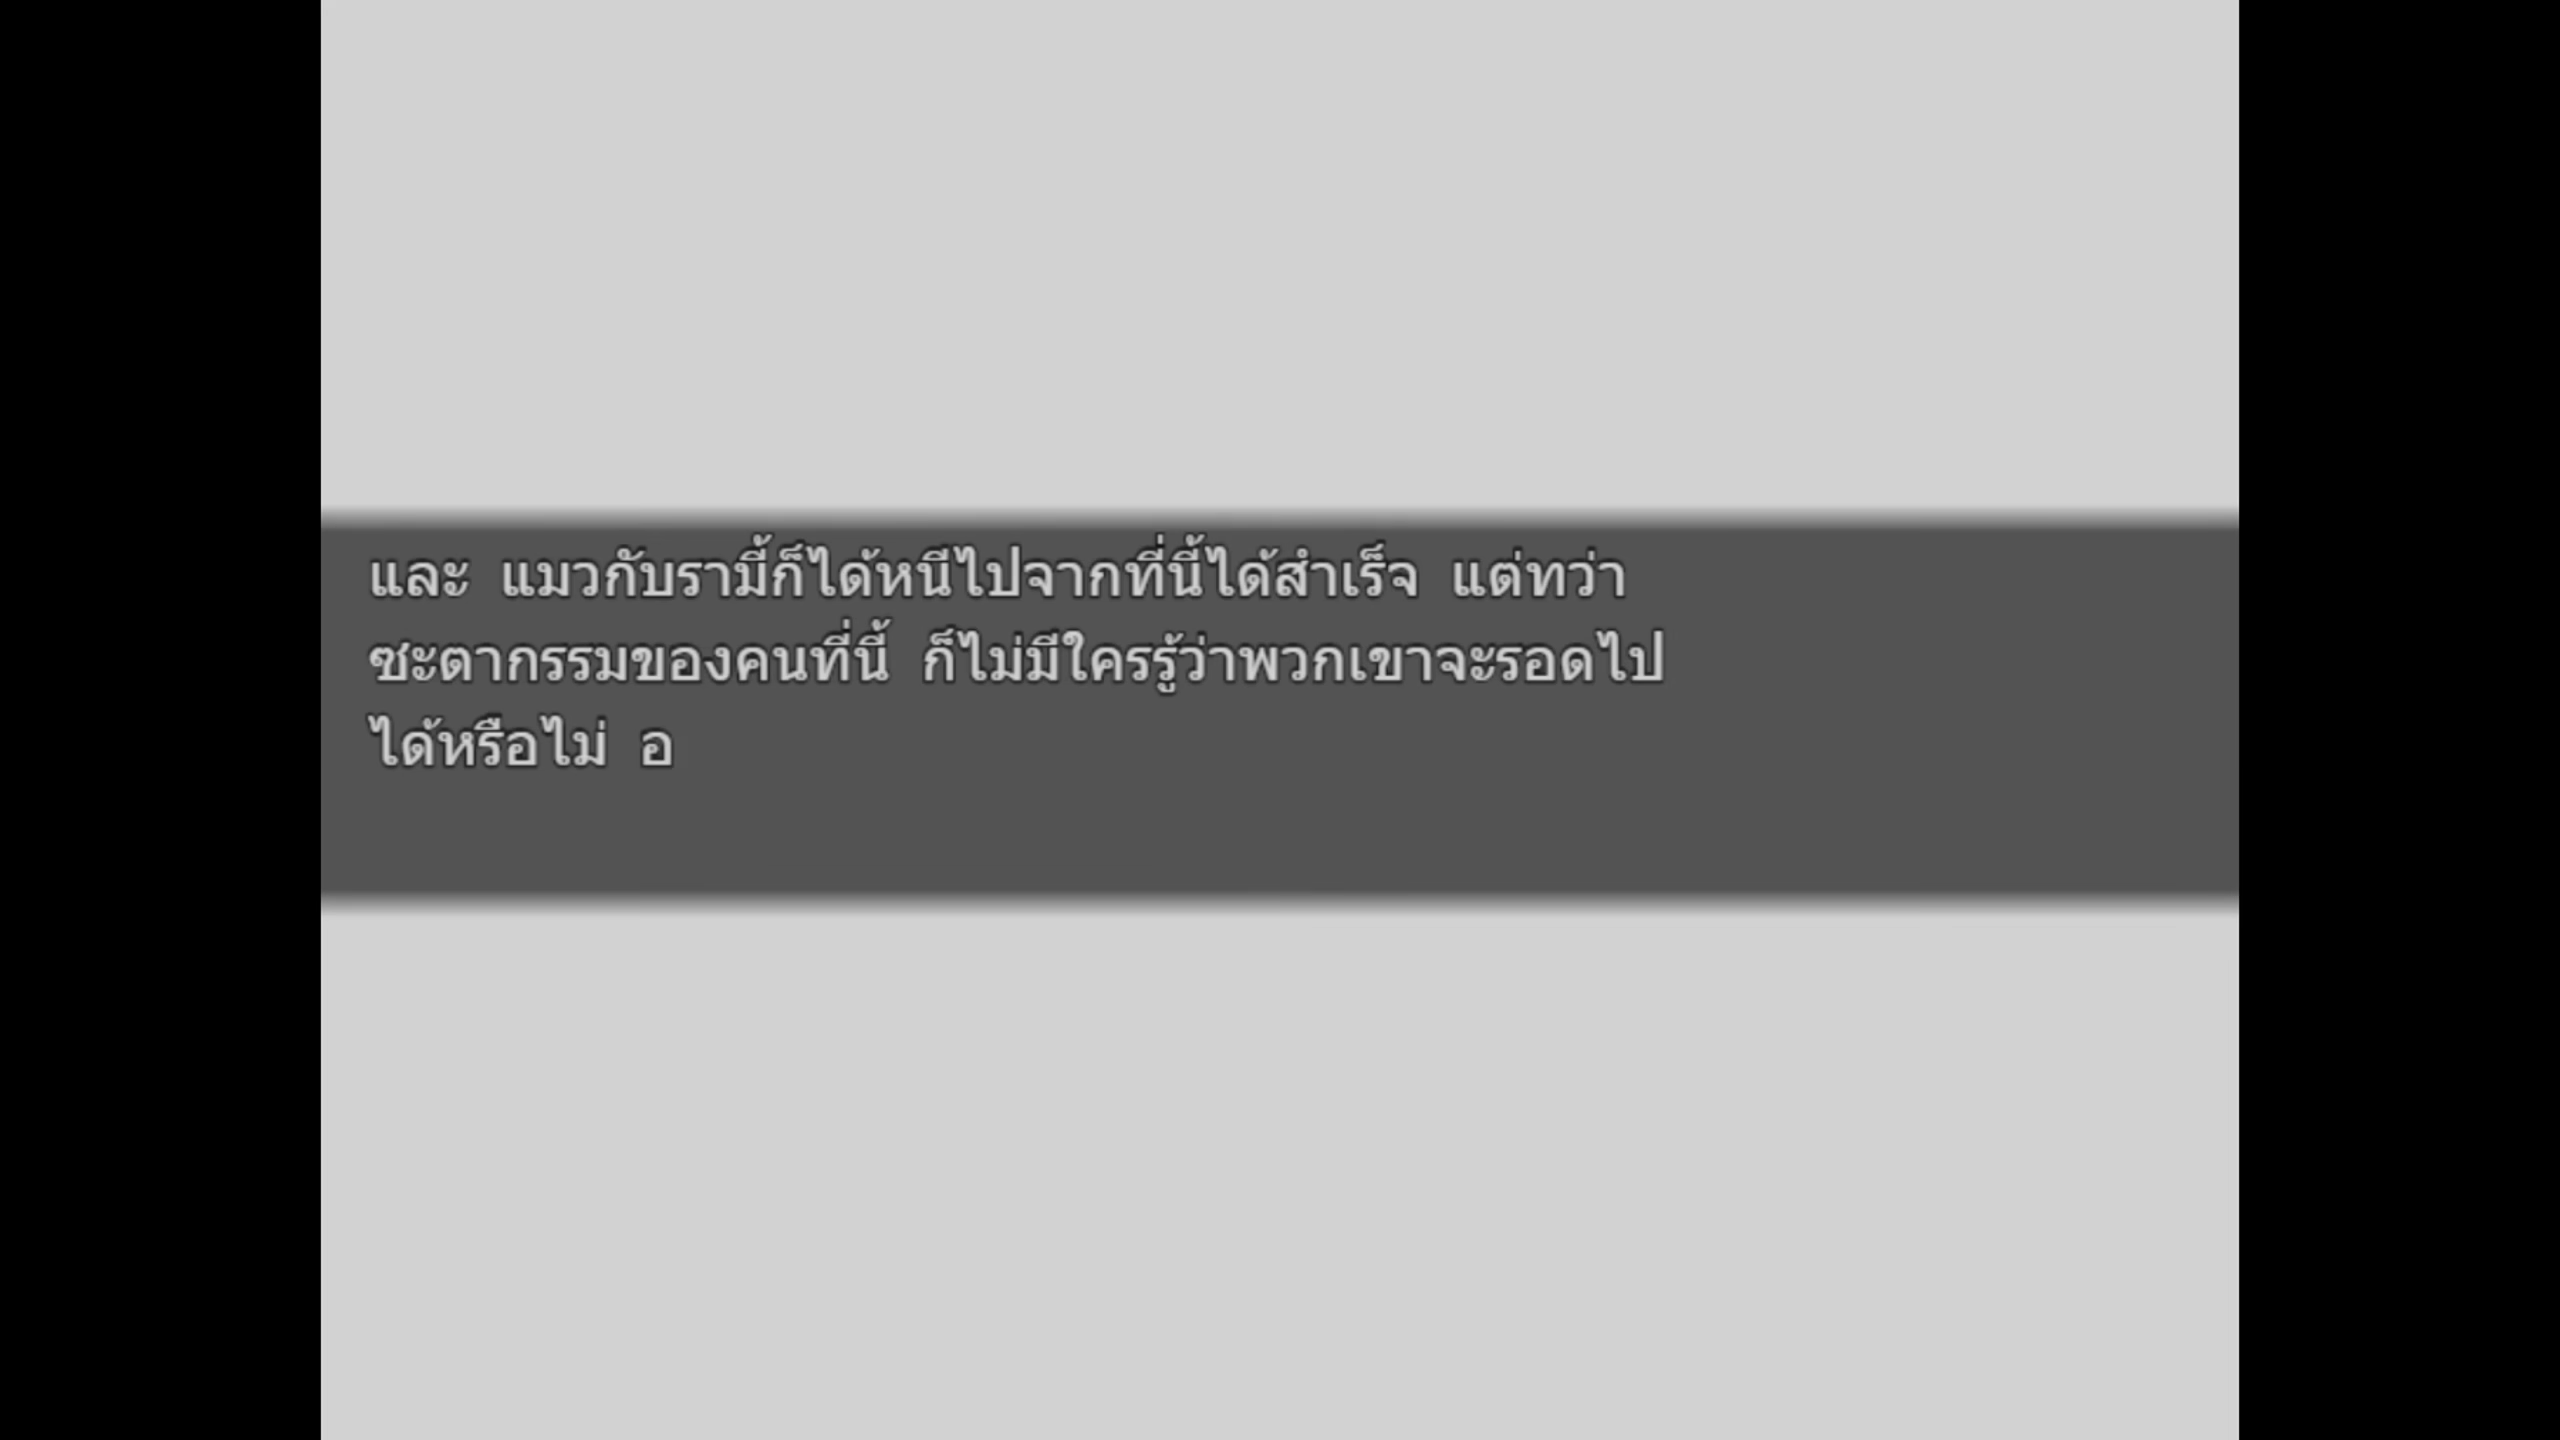 และ แมวกับรามี้ก็ได้หนีไปจากที่นี้ได้สำเร็จ แต่ทว่า
ซะตากรรมของคนที่นี้ ก็ไม่มีใครรู้ว่าพวกเขาจะรอดไป
ได้หรือไม่ อ